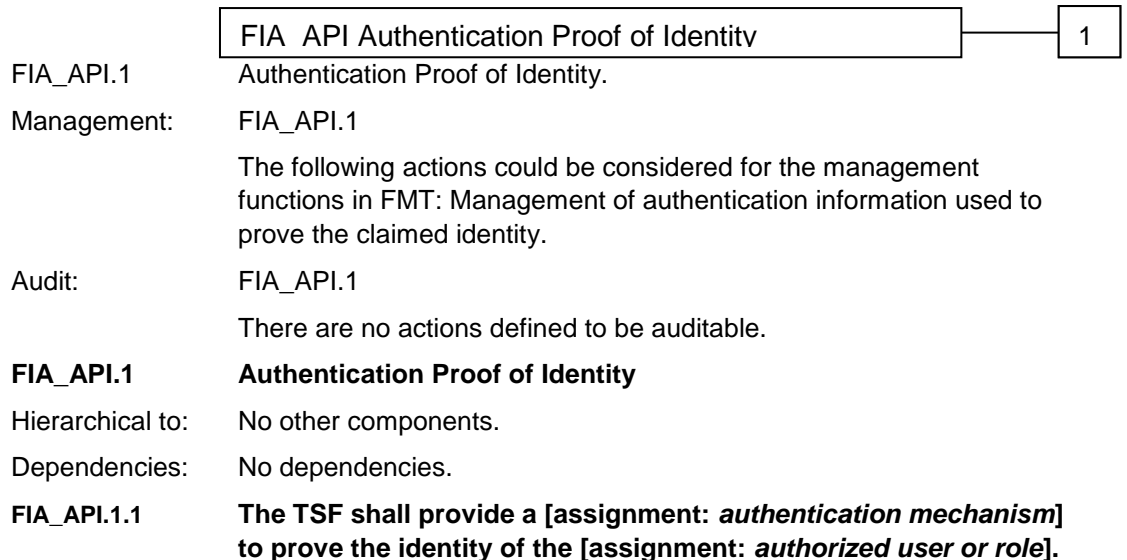 FIA_API Authentication Proof of Identity 1
FIA_API.1 Authentication Proof of Identity.
Management: FIA_API.1
The following actions could be considered for the management
functions in FMT: Management of authentication information used to
prove the claimed identity.
Audit: FIA_API.1
There are no actions defined to be auditable.
FIA_API.1 Authentication Proof of Identity
Hierarchical to: No other components.
Dependencies: No dependencies.
FIA_API.1.1 The TSF shall provide a [assignment: authentication mechanism]
to prove the identity of the [assignment: authorized user or role].